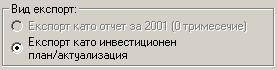 Вид експорт:
Експорт като отчет за 2001 (0 тримесечие)
Експорт като инвестиционен
план/актуализация